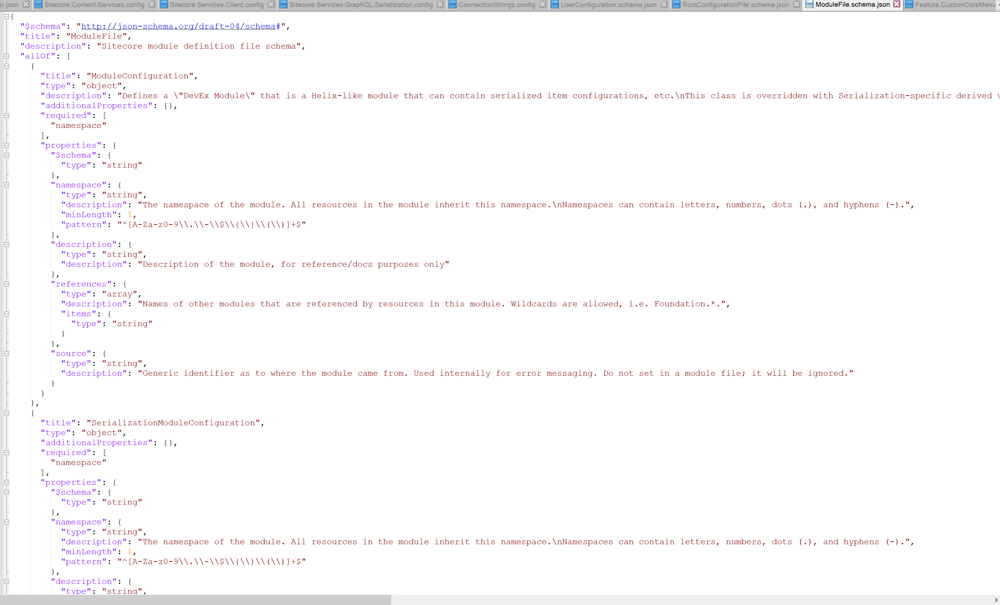 er.json Sitecore.Content.Services.config Sitecore.Services.Client.config Sitecore.Services.GraphQL.Serialization.config ConnectionStrings.config UserConfiguration.schema.json RootConfigurationFile.schema.json ModuleFile.schema.json Feature.CustomCoreMenu
{
"$schema": "http://json-schema.org/draft-04/schema#",
"title": "ModuleFile",
"description": "Sitecore module definition file schema",
"allOf": [
{
"title": "ModuleConfiguration",
"type": "object",
"description": "Defines a \"DevEx Module\" that is a Helix-like module that can contain serialized item configurations, etc.\nThis class is overridden with Serialization-specific derived
"additionalProperties": {},
"required": [
"namespace"
],
"properties": {
"$schema": {
"type": "string"
},
"namespace": {
"type": "string",
"description": "The namespace of the module. All resources in the module inherit this namespace.\nNamespaces can contain letters, numbers, dots (.), and hyphens (-).",
"minLength": 1,
"pattern": "^[A-Za-z0-9\\.\\-\\$\\{\\}\\(\\)]+$"
},
"description": {
"type": "string",
"description": "Description of the module, for reference/docs purposes only"
},
"references": {
"type": "array",
"description": "Names of other modules that are referenced by resources in this module. Wildcards are allowed, i.e. Foundation.*.",
"items": {
"type": "string"
}
},
"source": {
"type": "string",
"description": "Generic identifier as to where the module came from. Used internally for error messaging. Do not set in a module file; it will be ignored."
}
}
},
{
"title": "SerializationModuleConfiguration",
"type": "object",
"additionalProperties": {},
"required": [
"namespace"
],
"properties": {
"$schema": {
"type": "string"
},
"namespace": {
"type": "string",
"description": "The namespace of the module. All resources in the module inherit this namespace.\nNamespaces can contain letters, numbers, dots (.), and hyphens (-).",
"minLength": 1,
"pattern": "^[A-Za-z0-9\\.\\-\\$\\{\\}\\(\\)]+$"
},
"description": {
"type": "string",